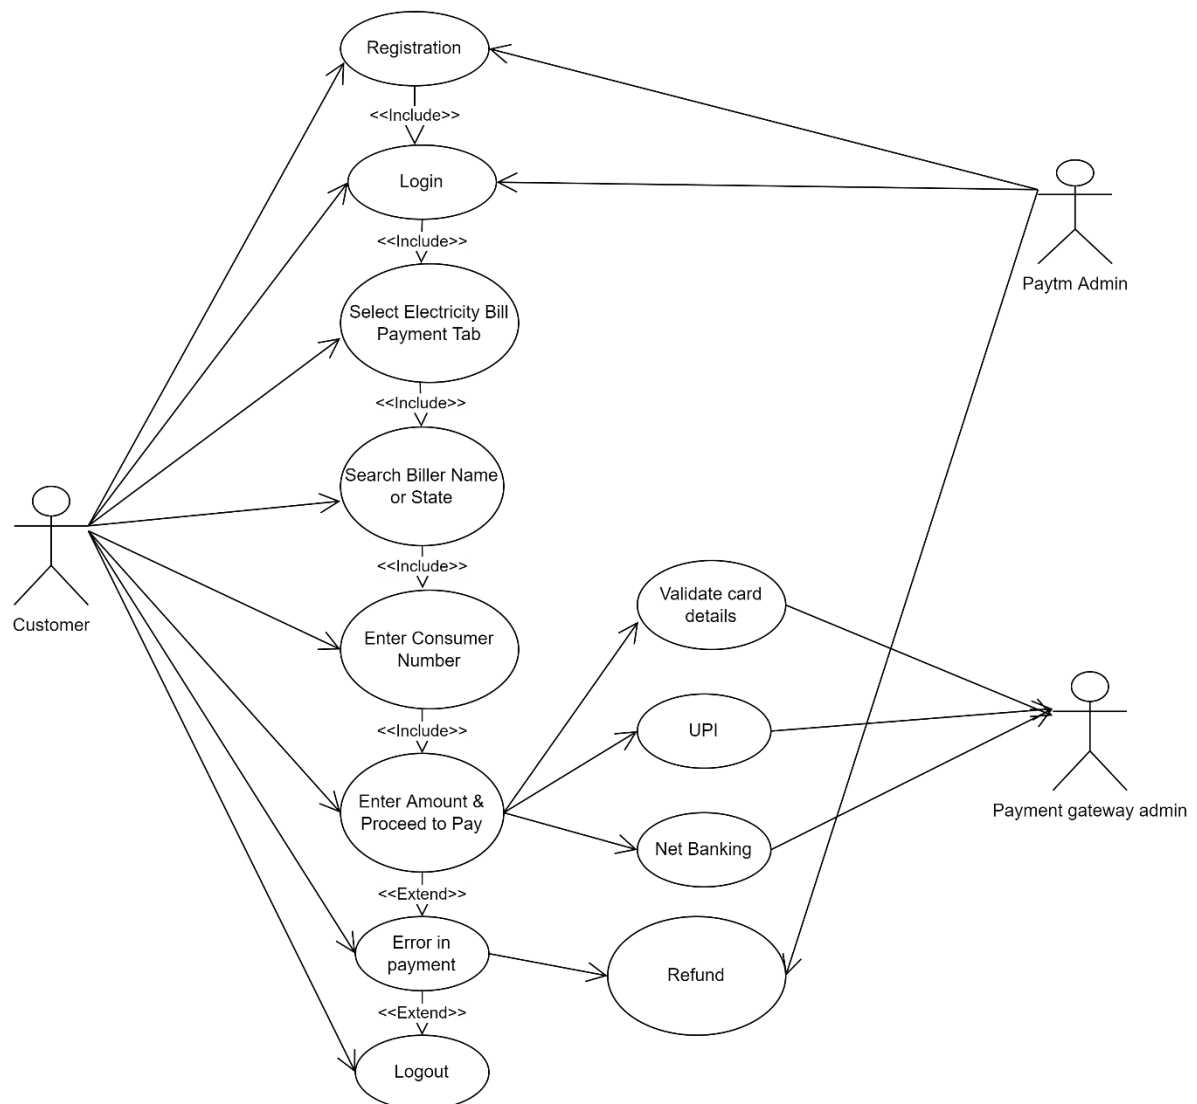 Registration
<<Include>>
Login
<<Include>>
Paytm Admin
Select Electricity Bill
Payment Tab
<<Include>>
Search Biller Name
or State
<<Include>>
Customer
Validate card
details
Enter Consumer
Number
<<Include>>
UPI
Enter Amount &
Proceed to Pay
Payment gateway admin
Net Banking
<<Extend>>
Error in
payment
Refund
<<Extend>>
Logout